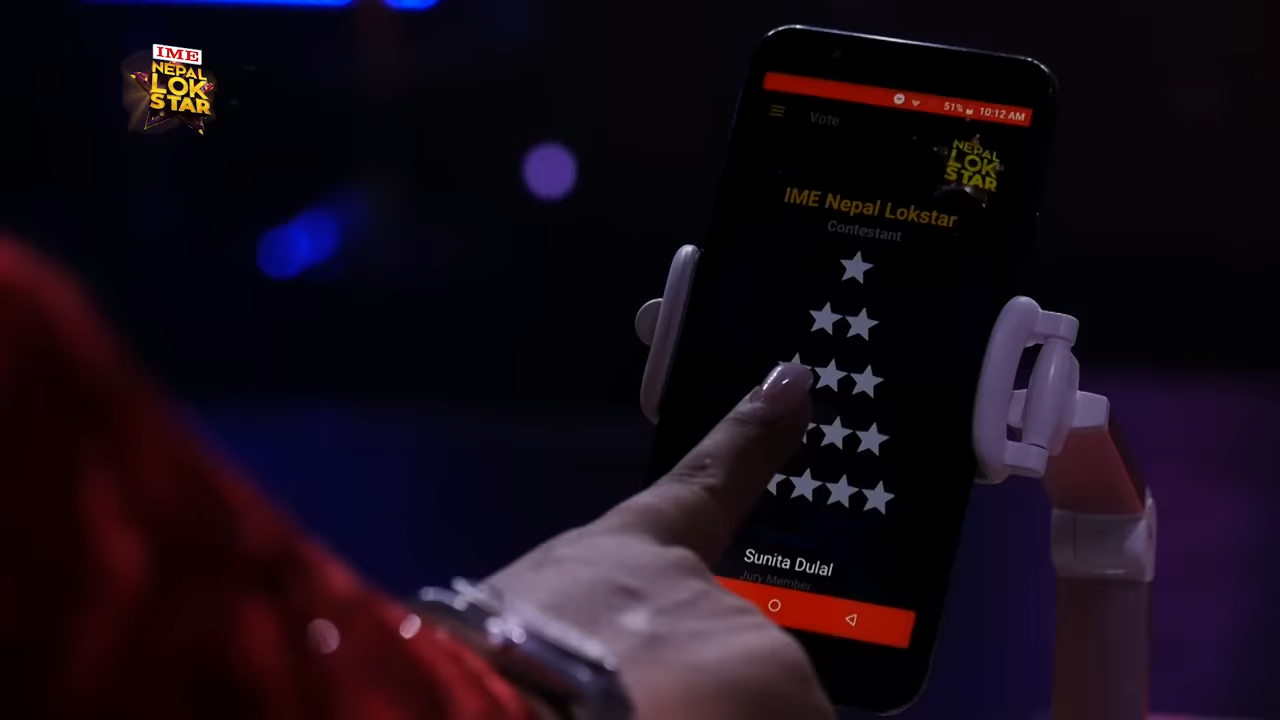 IME
NEPAL
LOK
STAR
51% 10:12 AM
Vote
NEPAL
LOK
STAR
IME Nepal Lokstar
Contestant
Sunita Dulal
Jury Member